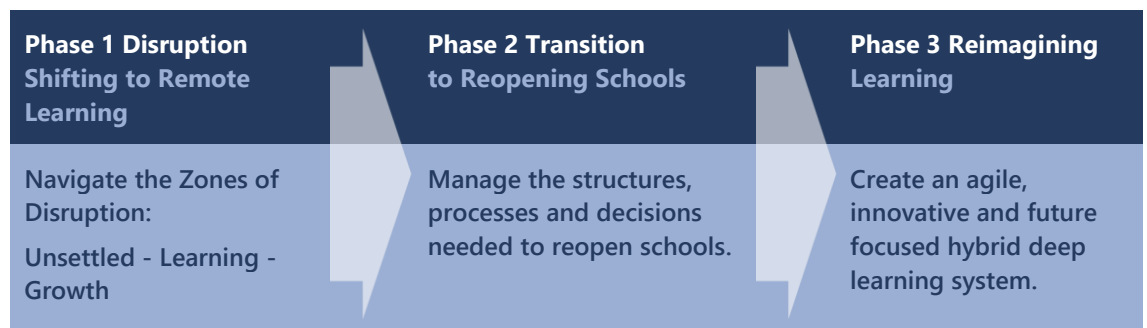 Phase 1 Disruption
Shifting to Remote
Learning
Navigate the Zones of
Disruption:
Unsettled - Learning -
Growth
Phase 2 Transition
to Reopening Schools
Manage the structures,
processes and decisions
needed to reopen schools.
Phase 3 Reimagining
Learning
Create an agile,
innovative and future
focused hybrid deep
learning system.